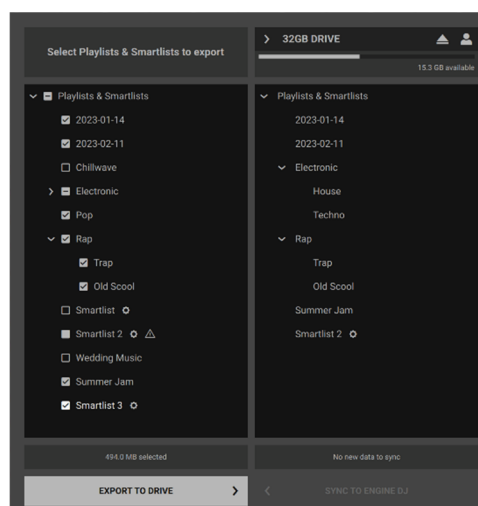 Select Playlists & Smartlists to export
32GB DRIVE
15.3 GB available
Playlists & Smartlists
2023-01-14
2023-02-11
Chillwave
Electronic
Pop
Rap
Trap
Old Scool
Smartlist
Smartlist 2
Wedding Music
Summer Jam
Smartlist 3
Playlists & Smartlists
2023-01-14
2023-02-11
Electronic
House
Techno
Rap
Trap
Old Scool
Summer Jam
Smartlist 2
494.0 MB selected
No new data to sync
EXPORT TO DRIVE
SYNC TO ENGINE DJ